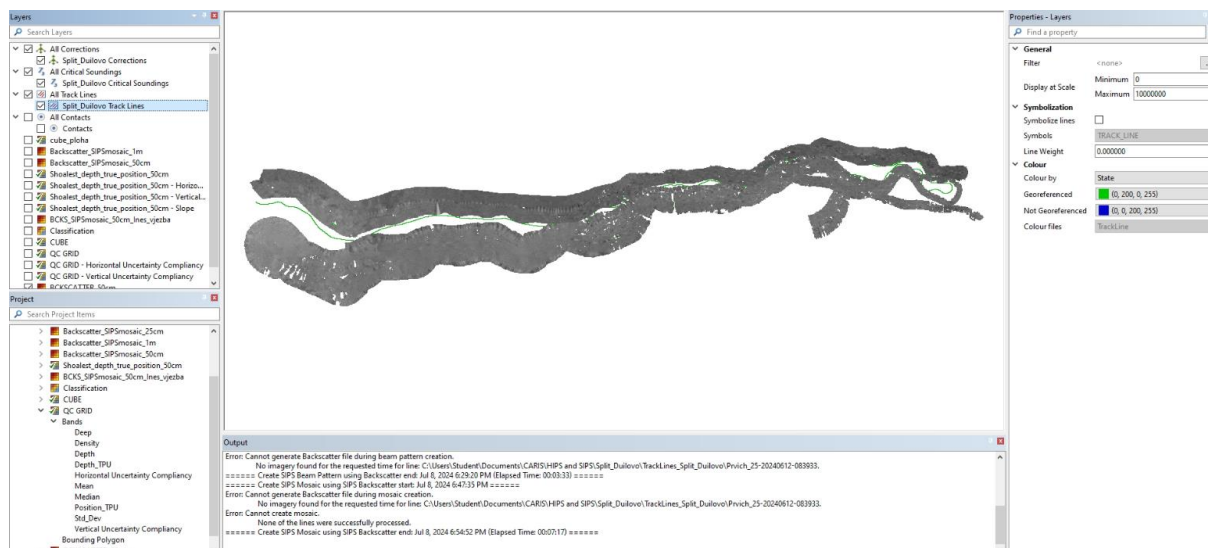 Layers
Search Layers
All Corrections
Split_Duilovo Corrections
All Critical Soundings
Split_Duilovo Critical Soundings
All Track Lines
Split_Duilovo Track Lines
All Contacts
Contacts
cube_ploha
Backscatter_SIPSmosaic_1m
Backscatter_SIPSmosaic_50cm
Shoalest_depth_true_position_50cm
Shoalest_depth_true_position_50cm - Horizo...
Shoalest_depth_true_position_50cm - Vertical...
Shoalest_depth_true_position_50cm - Slope
BCKS_SIPSmosaic_50cm_lnes_vjezba
Classification
CUBE
QC GRID
QC GRID - Horizontal Uncertainty Compliancy
QC GRID - Vertical Uncertainty Compliancy
BCKSCATTER_50cm
Project
Search Project Items
Backscatter_SIPSmosaic_25cm
Backscatter_SIPSmosaic_1m
Backscatter_SIPSmosaic_50cm
Shoalest_depth_true_position_50cm
BCKS_SIPSmosaic_50cm_lnes_vjezba
Classification
CUBE
QC GRID
Bands
Deep
Density
Depth
Depth_TPU
Horizontal Uncertainty Compliancy
Mean
Median
Position_TPU
Std_Dev
Vertical Uncertainty Compliancy
Bounding Polygon
Output
Error: Cannot generate Backscatter file during beam pattern creation.
No imagery found for the requested time for line: C:\Users\Student\Documents\CARIS\HIPS and SIPS\Split_Duilovo\TrackLines_Split_Duilovo\Prvich_25-20240612-083933.
====== Create SIPS Beam Pattern using Backscatter end: Jul 8, 2024 6:29:20 PM (Elapsed Time: 00:03:33) ======
====== Create SIPS Mosaic using SIPS Backscatter start: Jul 8, 2024 6:47:35 PM ======
Error: Cannot generate Backscatter file during mosaic creation.
No imagery found for the requested time for line: C:\Users\Student\Documents\CARIS\HIPS and SIPS\Split_Duilovo\TrackLines_Split_Duilovo\Prvich_25-20240612-083933.
Error: Cannot create mosaic.
None of the lines were successfully processed.
====== Create SIPS Mosaic using SIPS Backscatter end: Jul 8, 2024 6:54:52 PM (Elapsed Time: 00:07:17) ======
Properties - Layers
Find a property
General
Filter <none> ...
Display at Scale
Minimum 0
Maximum 10000000
Symbolization
Symbolize lines
Symbols TRACK_LINE
Line Weight 0.000000
Colour
Colour by State
Georeferenced (0, 200, 0, 255)
Not Georeferenced (0, 0, 200, 255)
Colour files TrackLine